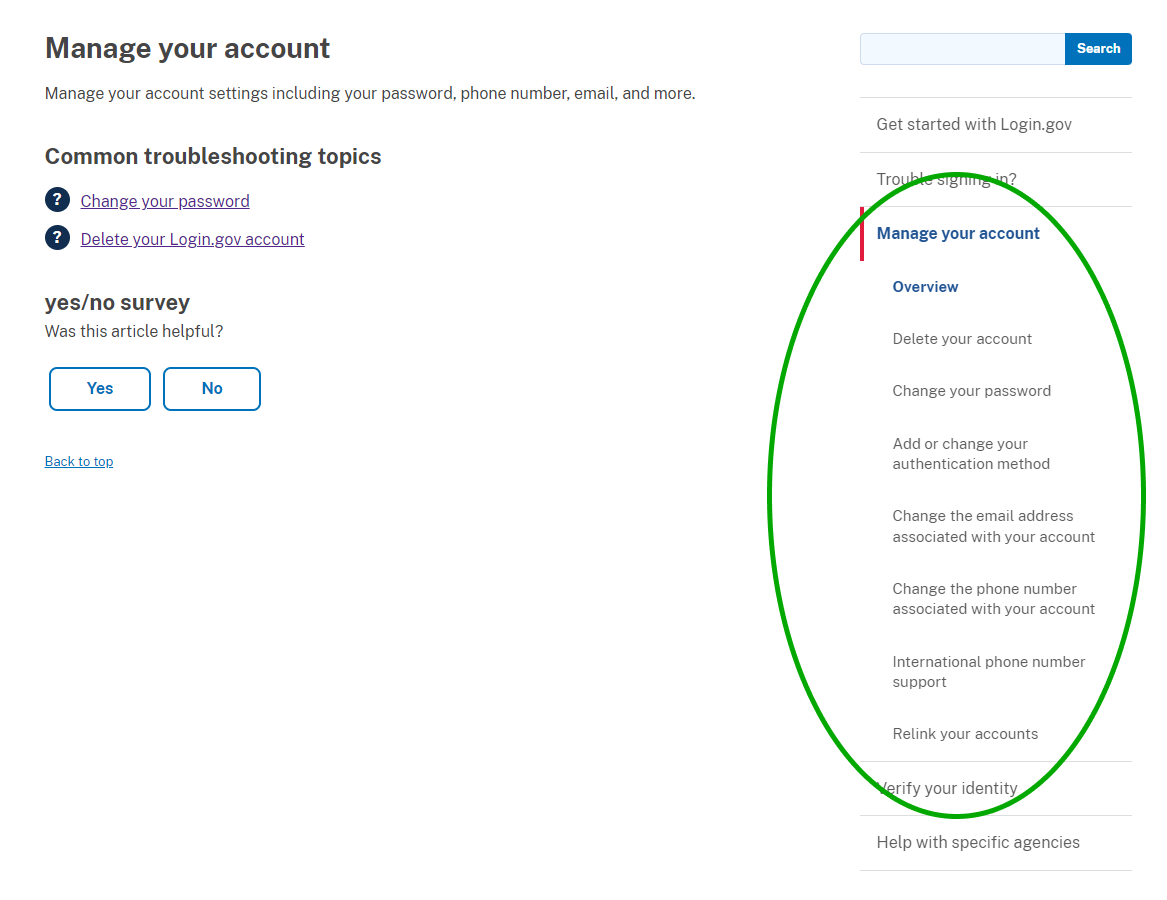 Manage your account
Manage your account settings including your password, phone number, email, and more.
Common troubleshooting topics
? Change your password
? Delete your Login.gov account
yes/no survey
Was this article helpful?
Yes No
Back to top
Search
Get started with Login.gov
Trouble signing in?
Manage your account
Overview
Delete your account
Change your password
Add or change your
authentication method
Change the email address
associated with your account
Change the phone number
associated with your account
International phone number
support
Relink your accounts
Verify your identity
Help with specific agencies